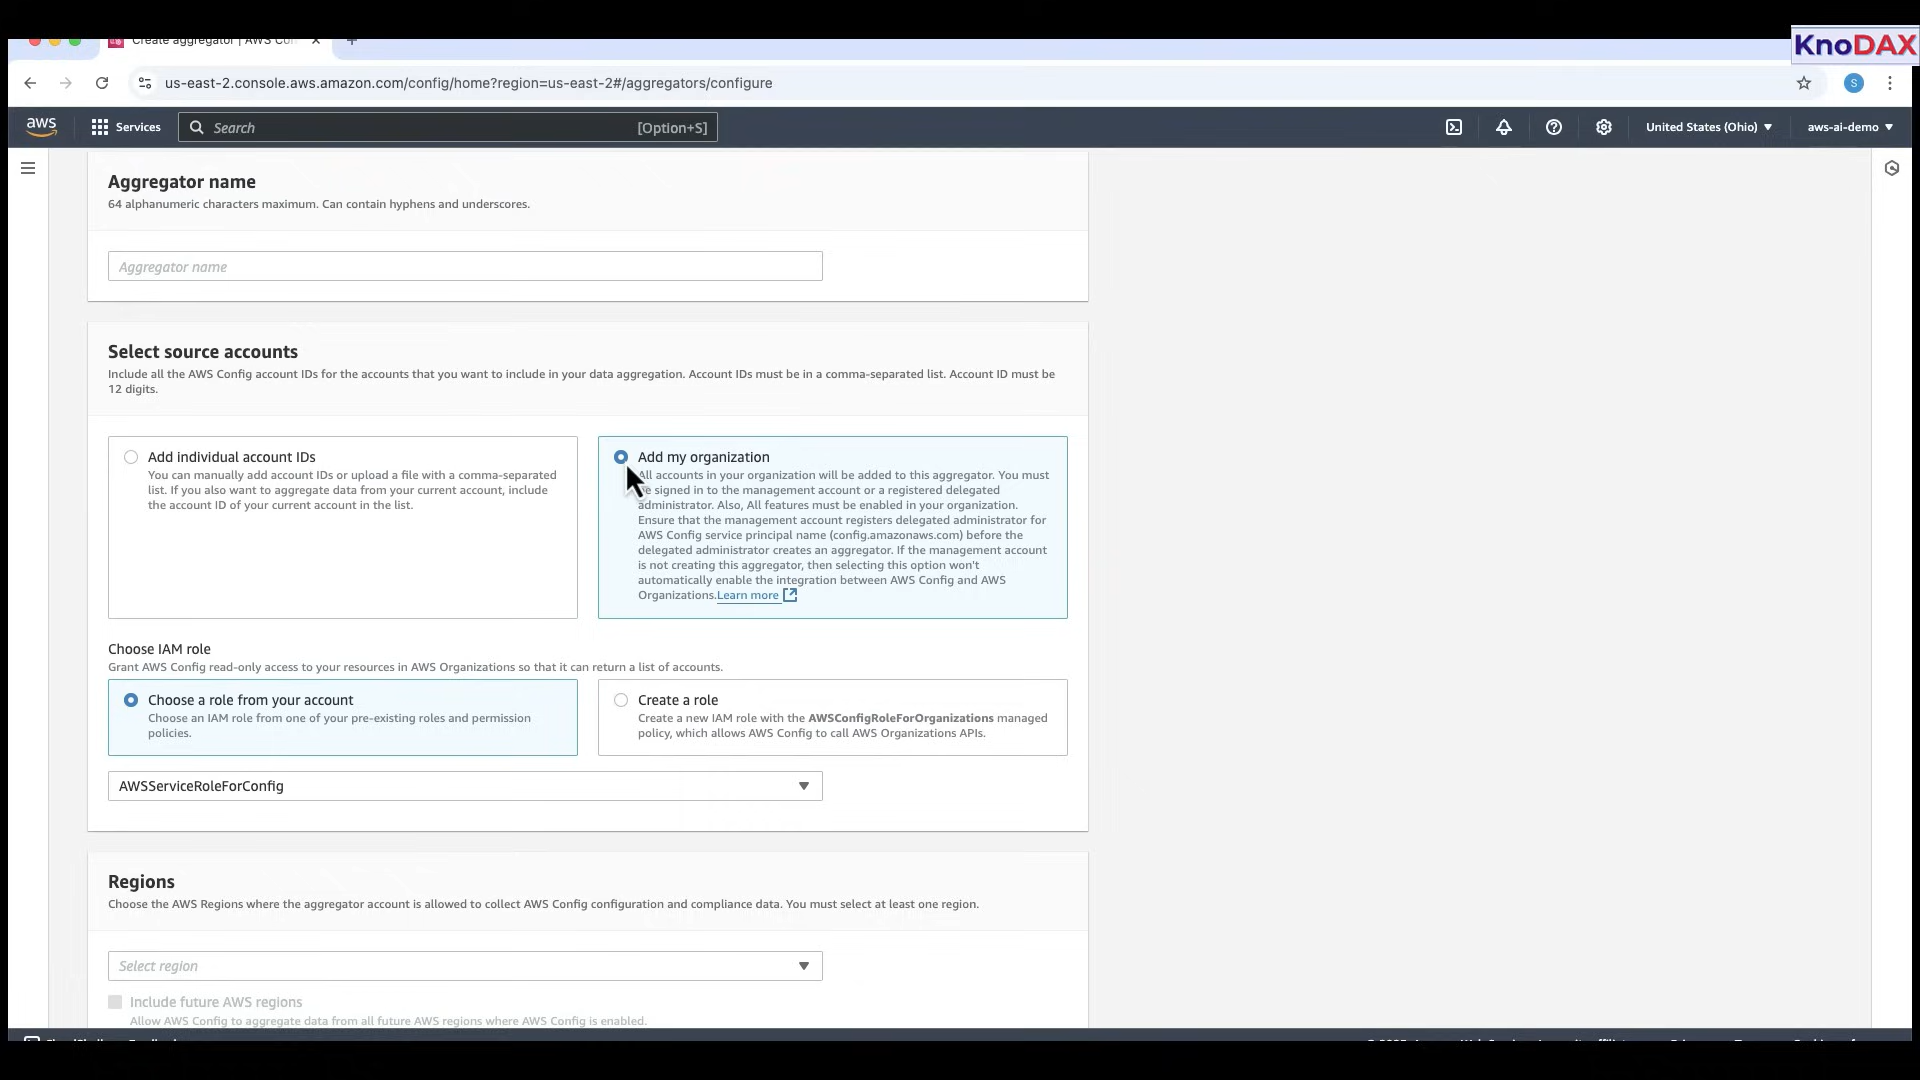 KnoDAX
Create aggregator | AWS Con
us-east-2.console.aws.amazon.com/config/home?region=us-east-2#/aggregators/configure
S
aws
Services
Search
[Option+S]
United States (Ohio)
aws-ai-demo
Aggregator name
64 alphanumeric characters maximum. Can contain hyphens and underscores.
Aggregator name
Select source accounts
Include all the AWS Config account IDs for the accounts that you want to include in your data aggregation. Account IDs must be in a comma-separated list. Account ID must be
12 digits.
Add individual account IDs
You can manually add account IDs or upload a file with a comma-separated
list. If you also want to aggregate data from your current account, include
the account ID of your current account in the list.
Add my organization
All accounts in your organization will be added to this aggregator. You must
be signed in to the management account or a registered delegated
administrator. Also, All features must be enabled in your organization.
Ensure that the management account registers delegated administrator for
AWS Config service principal name (config.amazonaws.com) before the
delegated administrator creates an aggregator. If the management account
is not creating this aggregator, then selecting this option won't
automatically enable the integration between AWS Config and AWS
Organizations.Learn more
Choose IAM role
Grant AWS Config read-only access to your resources in AWS Organizations so that it can return a list of accounts.
Choose a role from your account
Choose an IAM role from one of your pre-existing roles and permission
policies.
Create a role
Create a new IAM role with the AWSConfigRoleForOrganizations managed
policy, which allows AWS Config to call AWS Organizations APIs.
AWSServiceRoleForConfig
Regions
Choose the AWS Regions where the aggregator account is allowed to collect AWS Config configuration and compliance data. You must select at least one region.
Select region
Include future AWS regions
Allow AWS Config to aggregate data from all future AWS regions where AWS Config is enabled.